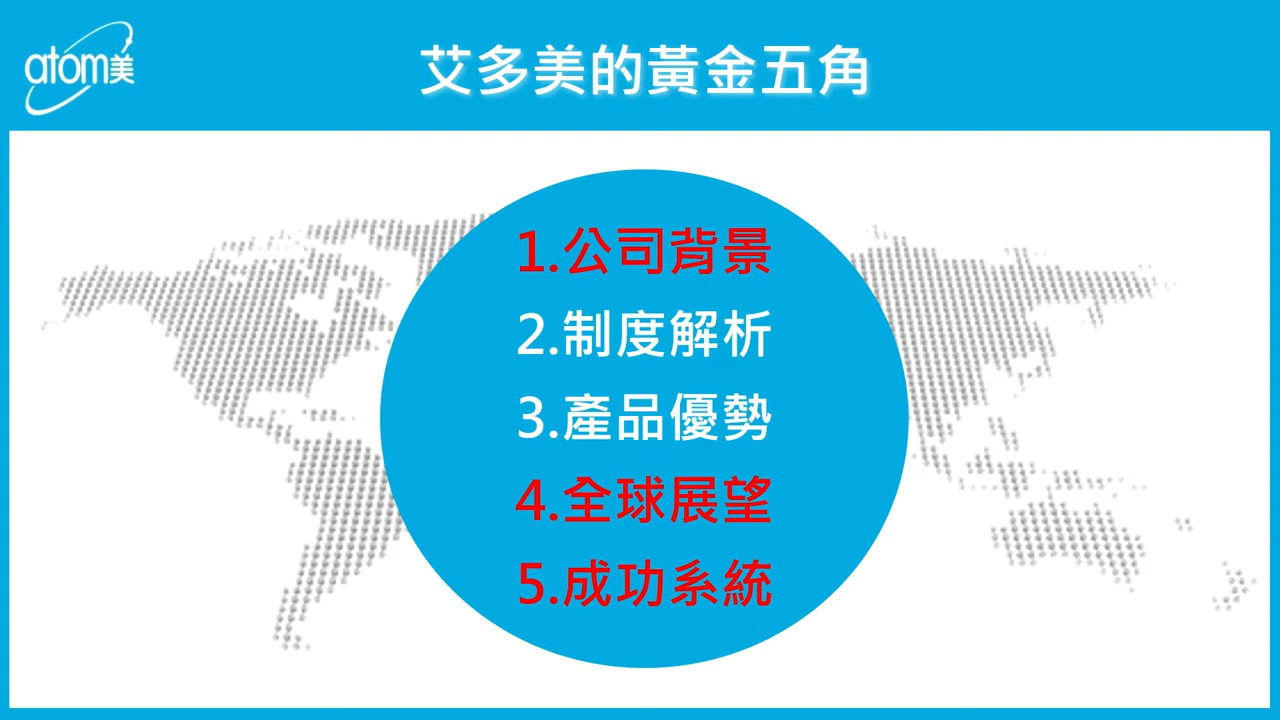 atom美
艾多美的黃金五角
1.公司背景
2.制度解析
3.產品優勢
4.全球展望
5.成功系統